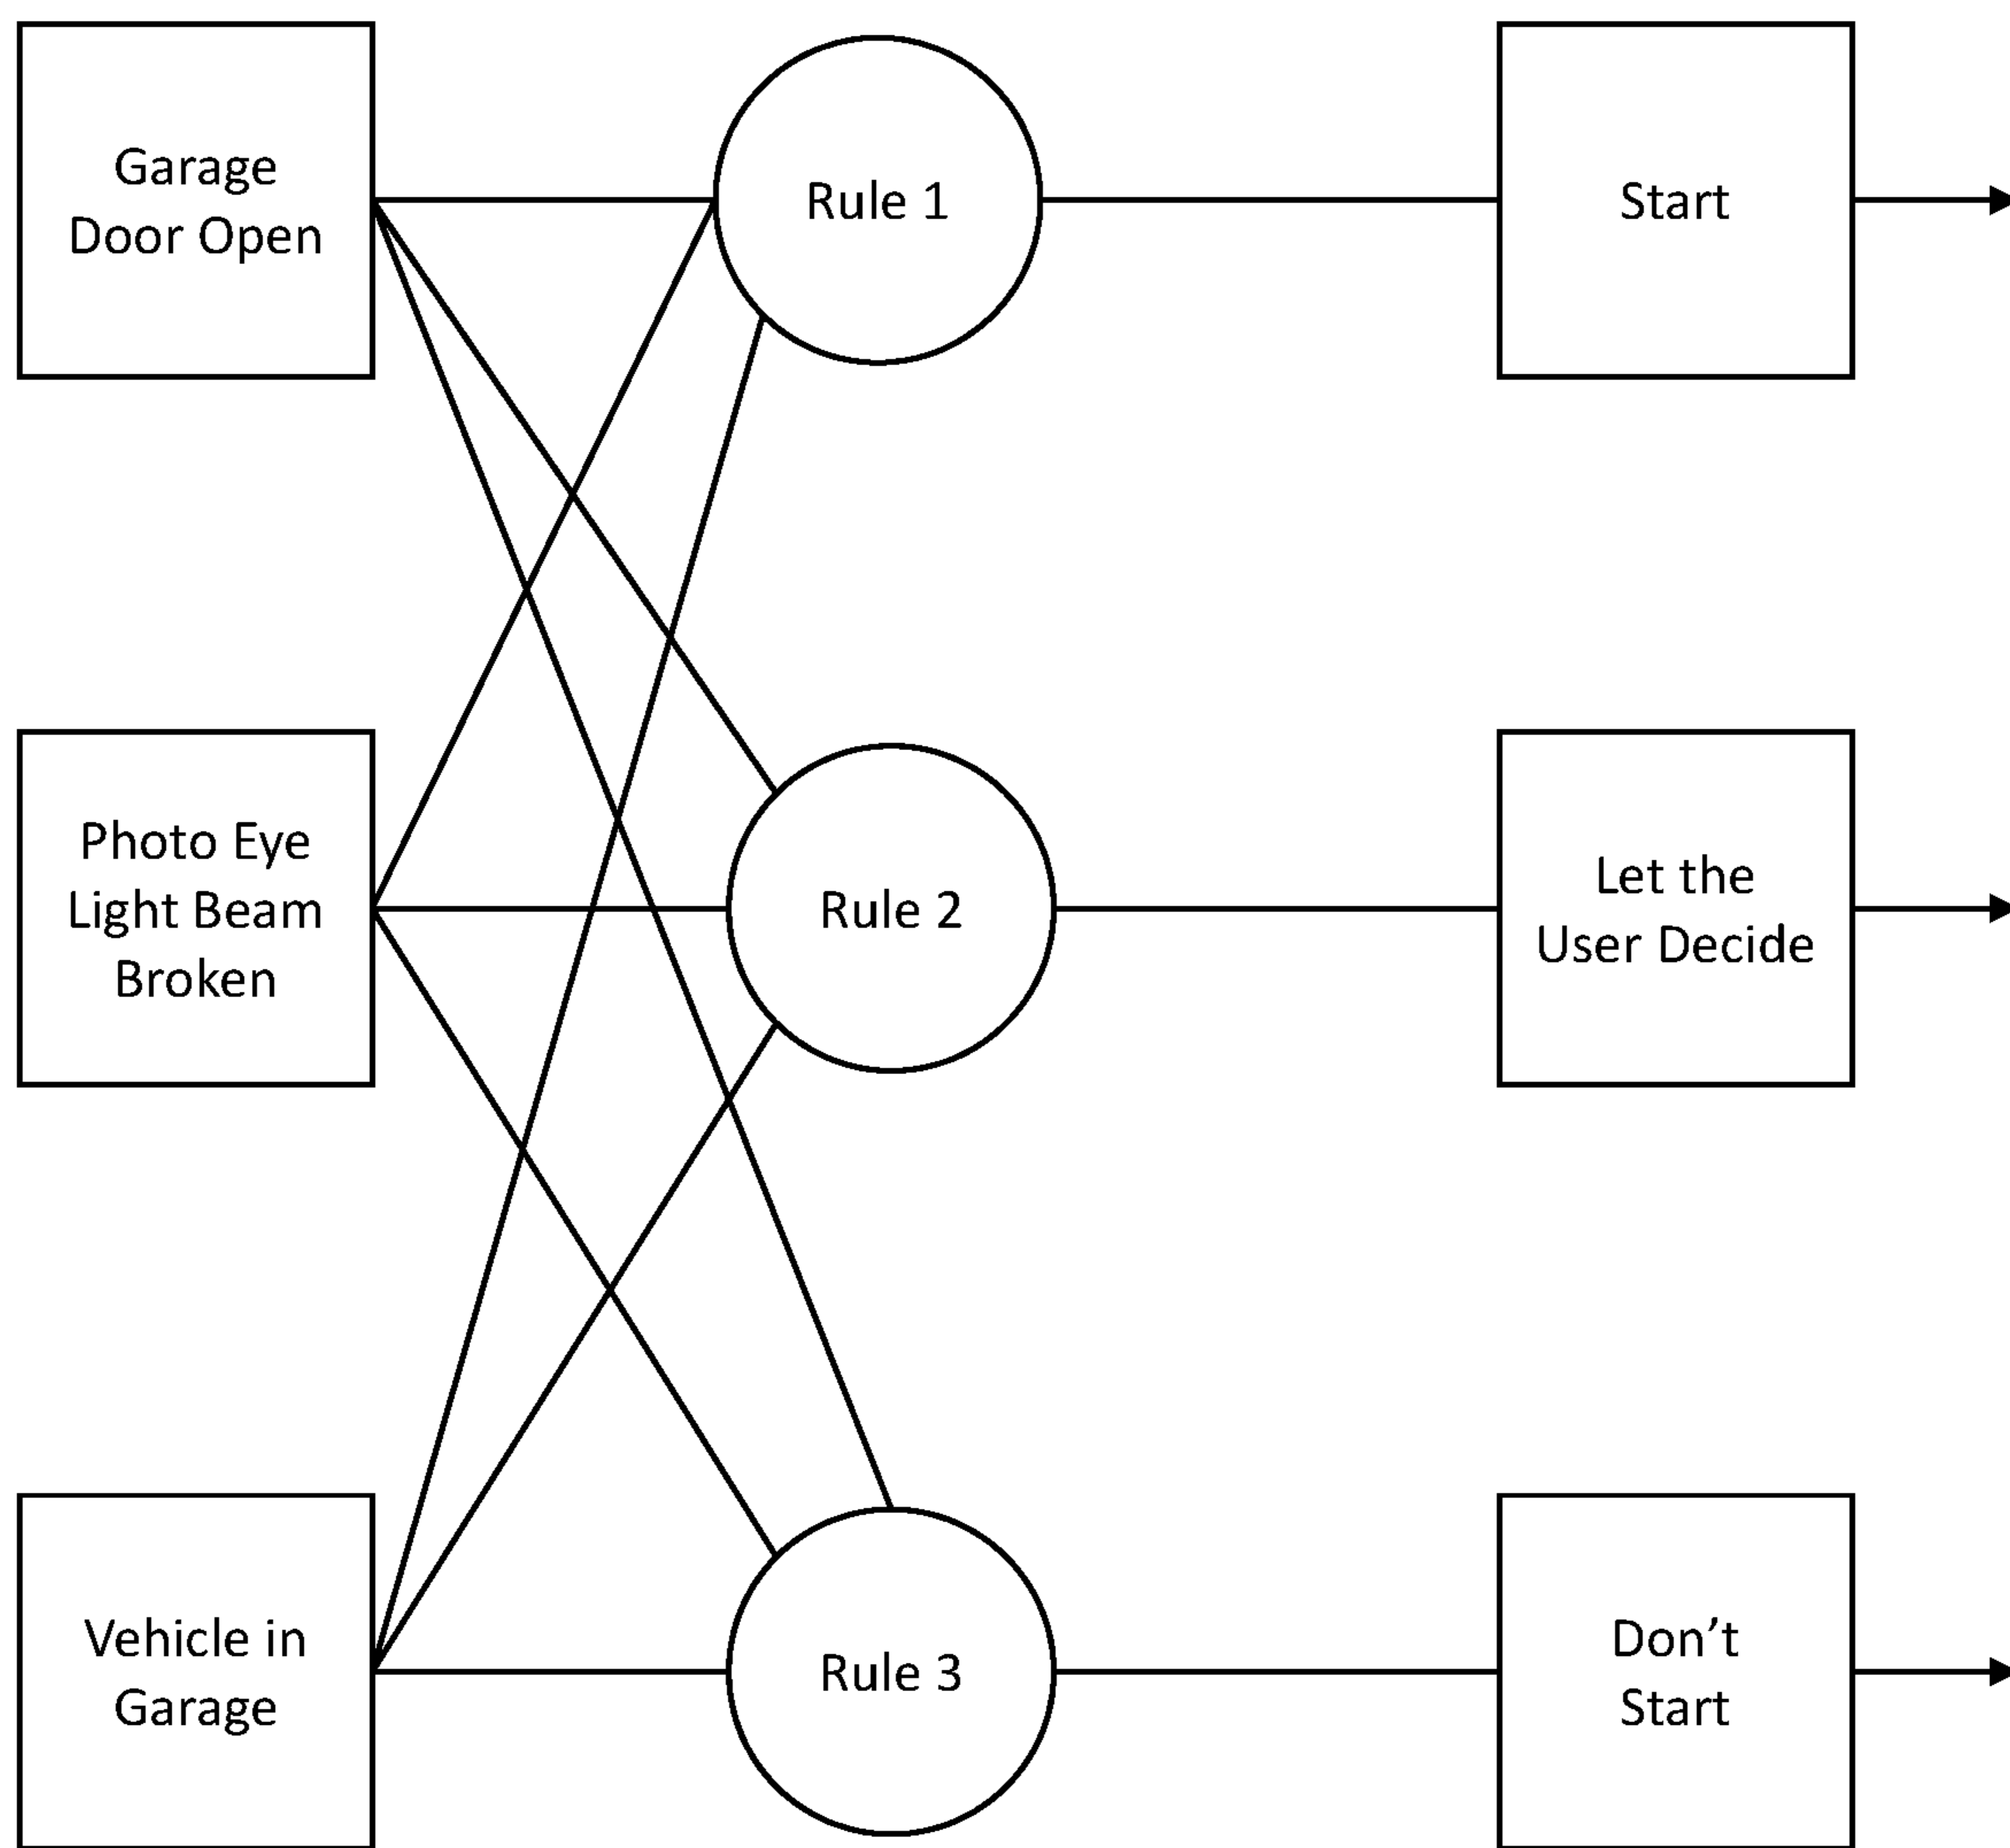 Garage
Door Open
Rule 1
Start
Photo Eye
Light Beam
Broken
Rule 2
Let the
User Decide
Vehicle in
Garage
Rule 3
Don’t
Start